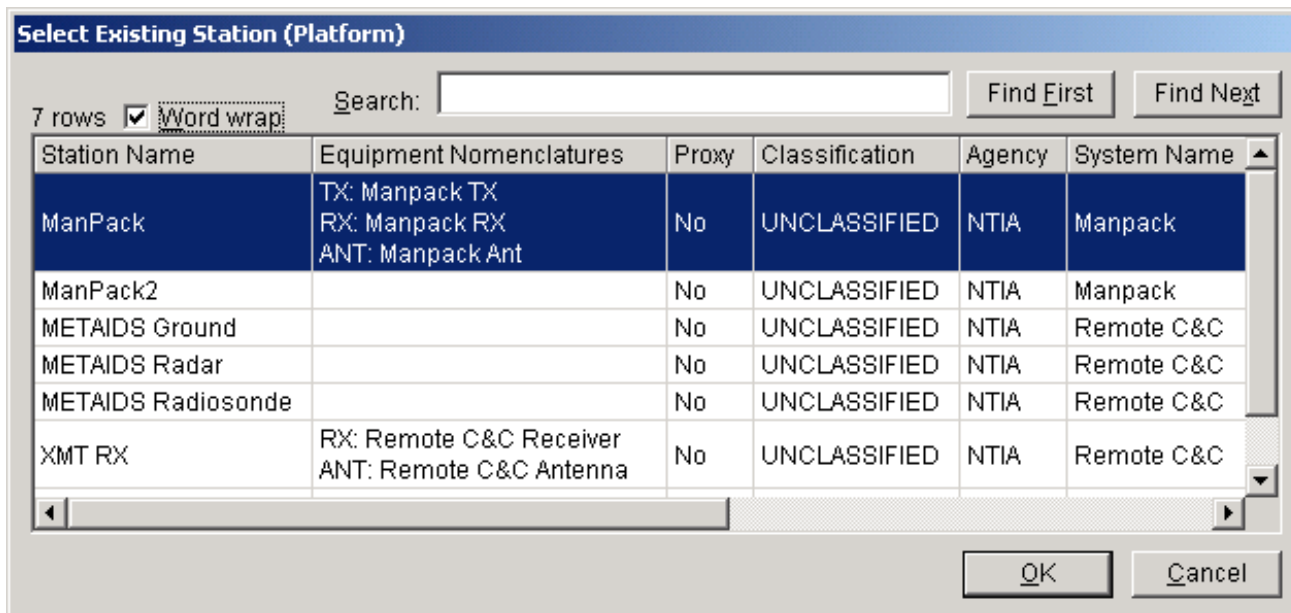 Select Existing Station (Platform)
7 rows Word wrap Search: Find First Find Next
Station Name Equipment Nomenclatures Proxy Classification Agency System Name
ManPack TX: Manpack TX No UNCLASSIFIED NTIA Manpack
RX: Manpack RX
ANT: Manpack Ant
ManPack2 No UNCLASSIFIED NTIA Manpack
METAIDS Ground No UNCLASSIFIED NTIA Remote C&C
METAIDS Radar No UNCLASSIFIED NTIA Remote C&C
METAIDS Radiosonde No UNCLASSIFIED NTIA Remote C&C
XMT RX RX: Remote C&C Receiver No UNCLASSIFIED NTIA Remote C&C
ANT: Remote C&C Antenna
OK Cancel